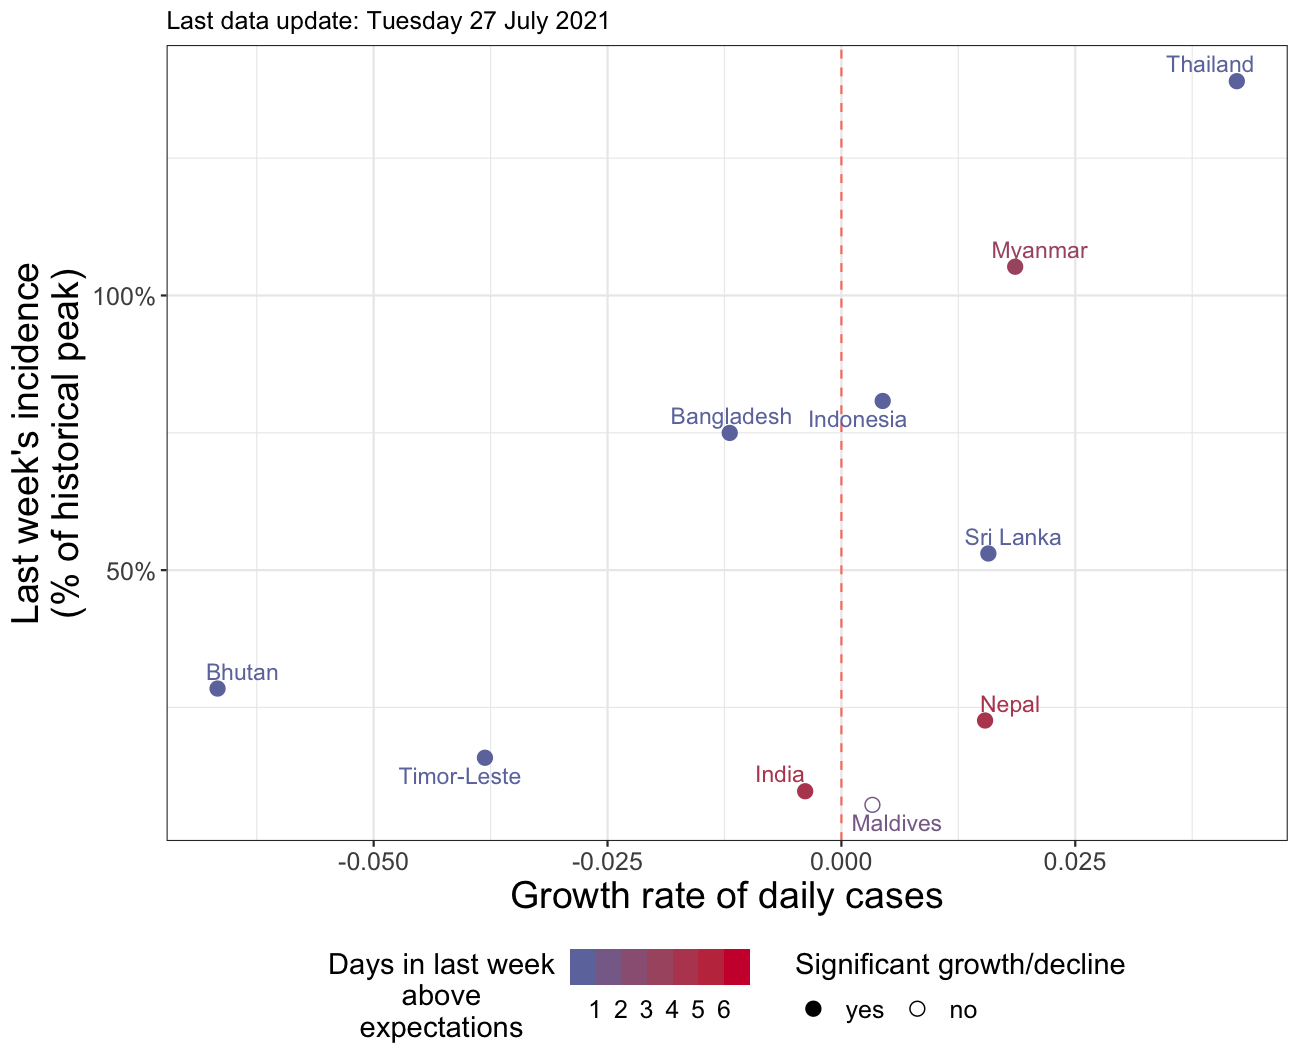 Last data update: Tuesday 27 July 2021
Thailand
Myanmar
100%
Bangladesh
Indonesia
Sri Lanka
50%
Bhutan
Nepal
Timor-Leste
India
Maldives
Last week's incidence
(% of historical peak)
-0.050
-0.025
0.000
0.025
Growth rate of daily cases
Days in last week
above
expectations
1 2 3 4 5 6
Significant growth/decline
yes
no